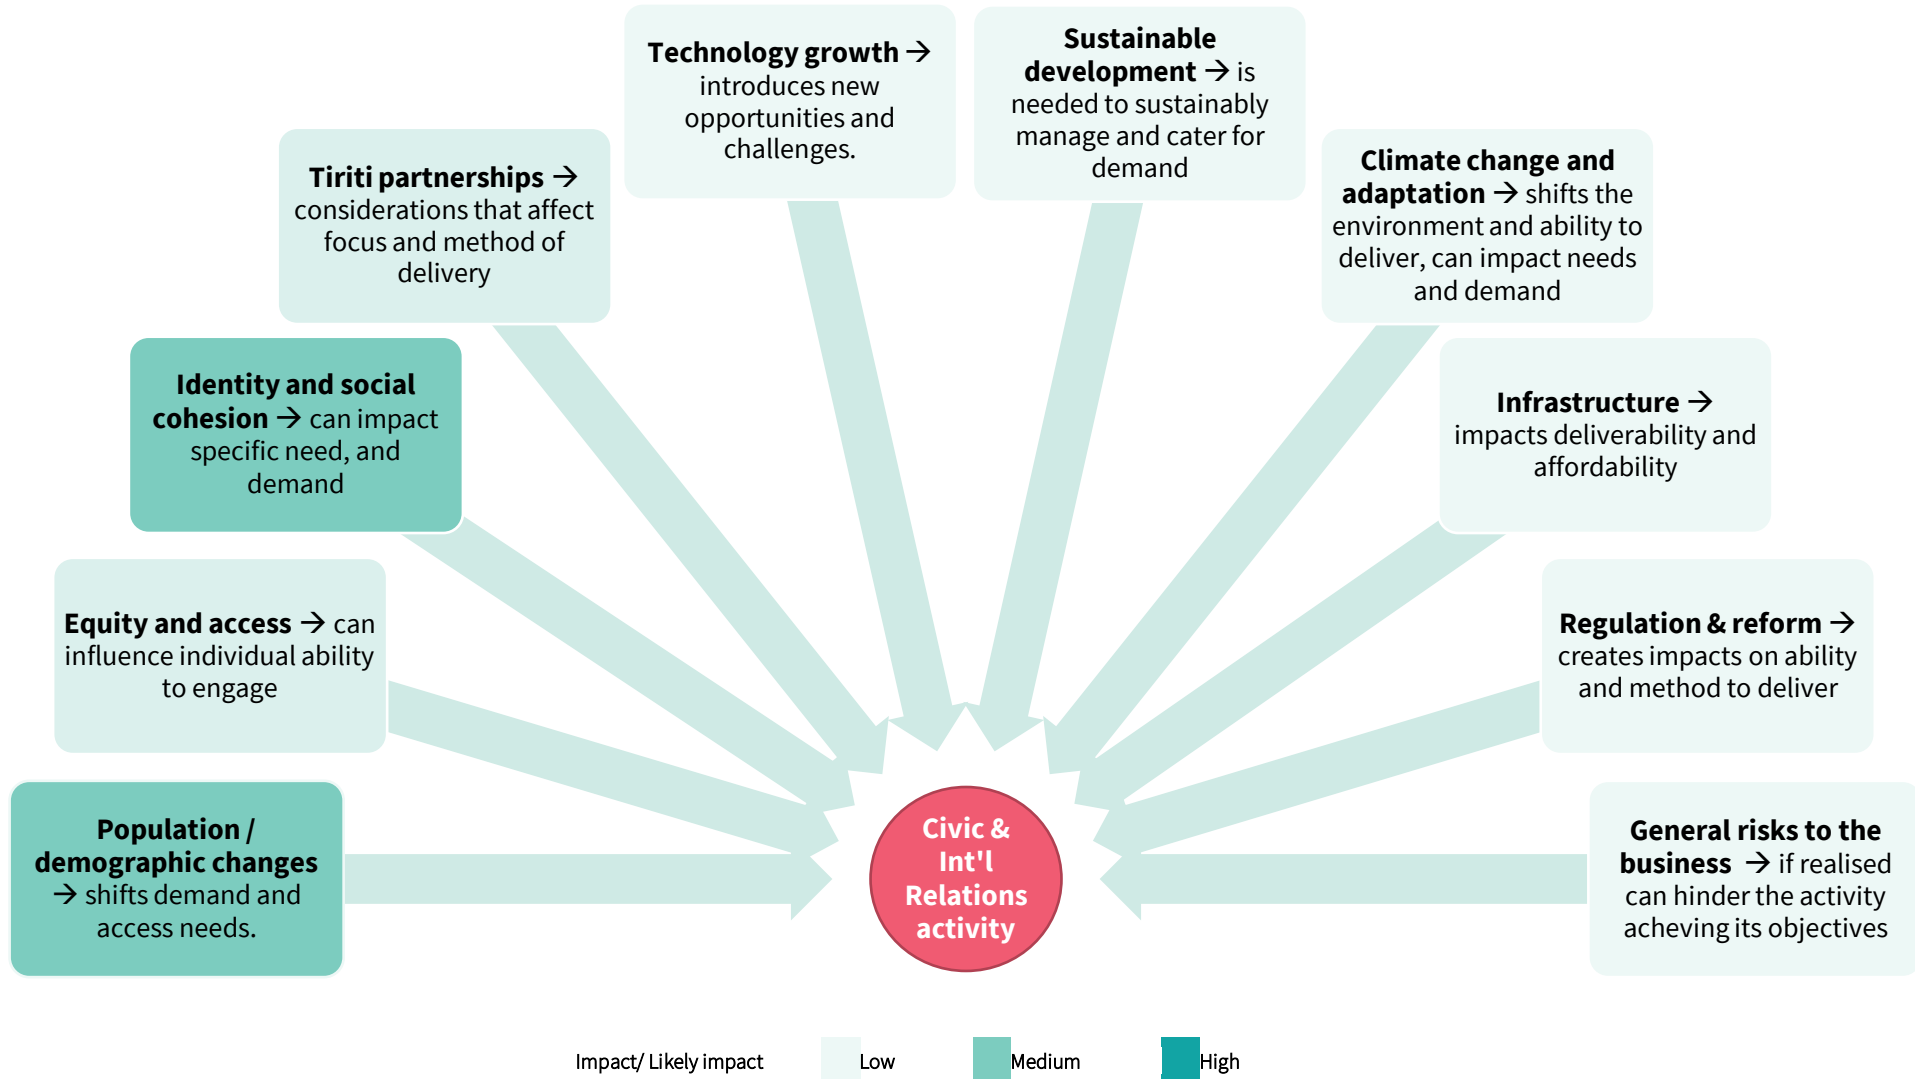 Technology growth →
introduces new
opportunities and
challenges.
Sustainable
development → is
needed to sustainably
manage and cater for
demand
Tiriti partnerships →
considerations that affect
focus and method of
delivery
Climate change and
adaptation → shifts the
environment and ability to
deliver, can impact needs
and demand
Identity and social
cohesion → can impact
specific need, and
demand
Infrastructure →
impacts deliverability and
affordability
Equity and access → can
influence individual ability
to engage
Regulation & reform →
creates impacts on ability
and method to deliver
Population /
demographic changes
→ shifts demand and
access needs.
Civic &
Int'l
Relations
activity
General risks to the
business → if realised
can hinder the activity
acheving its objectives
Impact/ Likely impact
Low
Medium
High